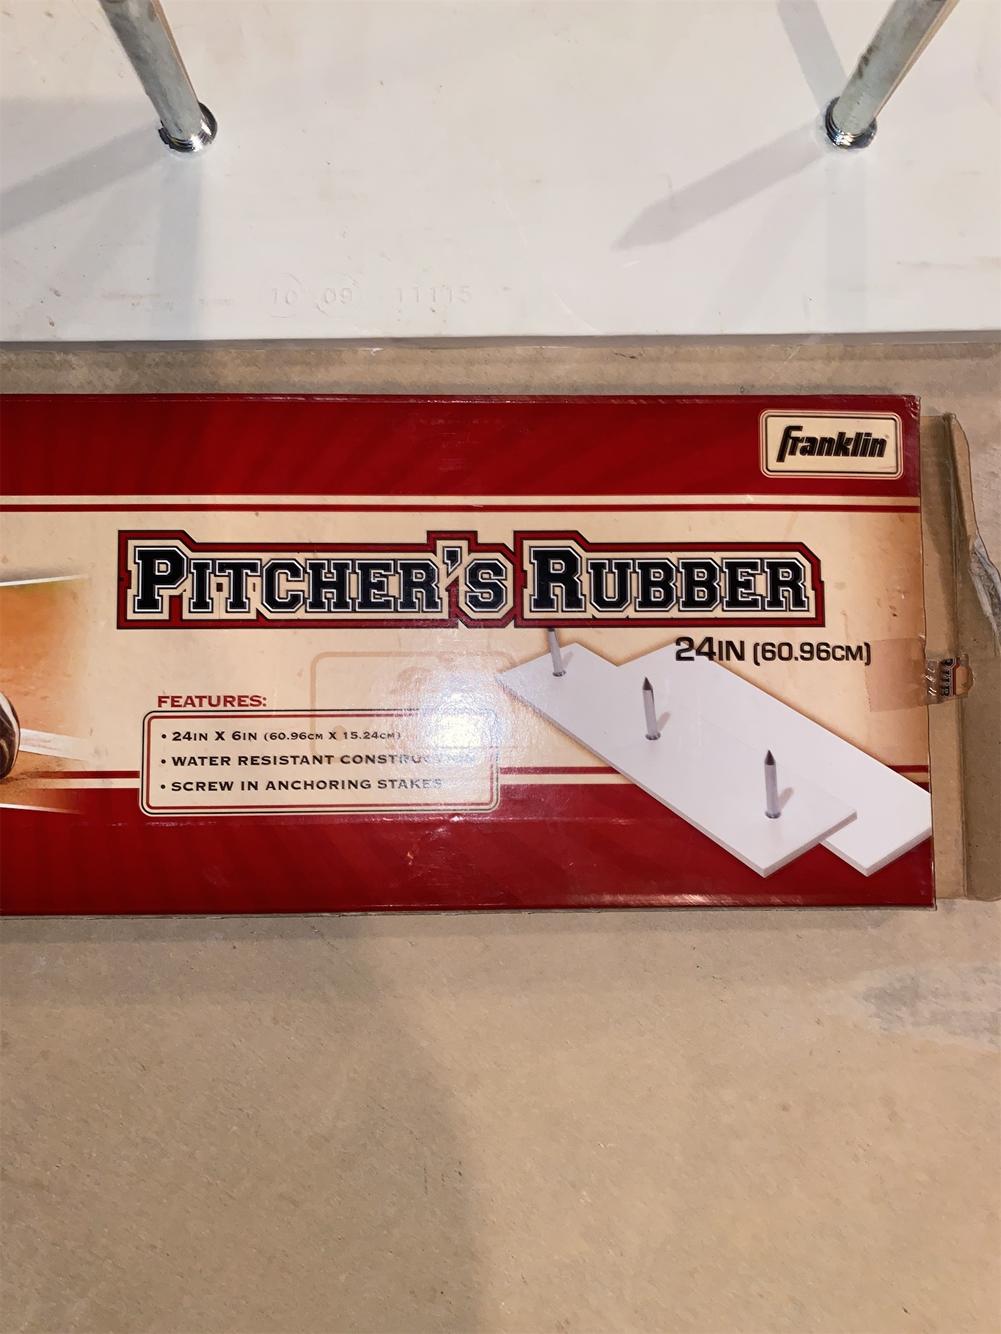 10 09 11115
franklin
PITCHER'S RUBBER
24IN (60.96CM)
FEATURES:
• 24IN X 6IN (60.96CM X 15.24CM)
• WATER RESISTANT CONSTRUCTION
• SCREW IN ANCHORING STAKES